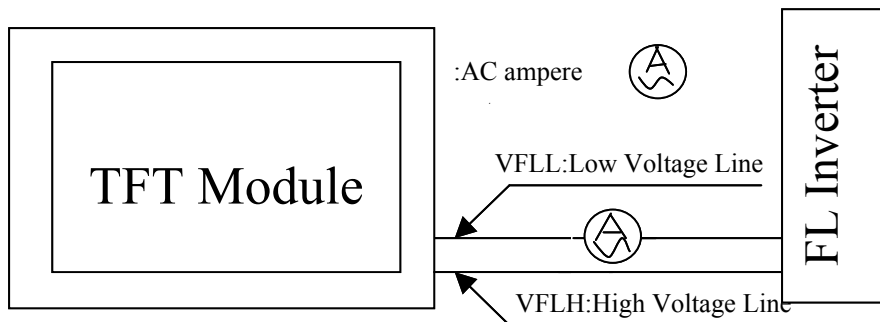 :AC ampere
A
VFLL:Low Voltage Line
TFT Module
A
FL Inverter
VFLH:High Voltage Line